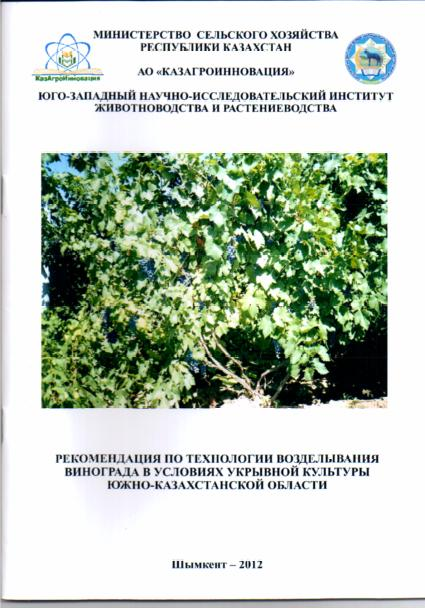 МИНИСТЕРСТВО СЕЛЬСКОГО ХОЗЯЙСТВА
РЕСПУБЛИКИ КАЗАХСТАН
КазАгроИнновация
АО «КАЗАГРОИННОВАЦИЯ»
ЮГО-ЗАПАДНЫЙ НАУЧНО-ИССЛЕДОВАТЕЛЬСКИЙ ИНСТИТУТ
ЖИВОТНОВОДСТВА И РАСТЕНИЕВОДСТВА
РЕКОМЕНДАЦИЯ ПО ТЕХНОЛОГИИ ВОЗДЕЛЫВАНИЯ
ВИНОГРАДА В УСЛОВИЯХ УКРЫВНОЙ КУЛЬТУРЫ
ЮЖНО-КАЗАХСТАНСКОЙ ОБЛАСТИ
Шымкент – 2012